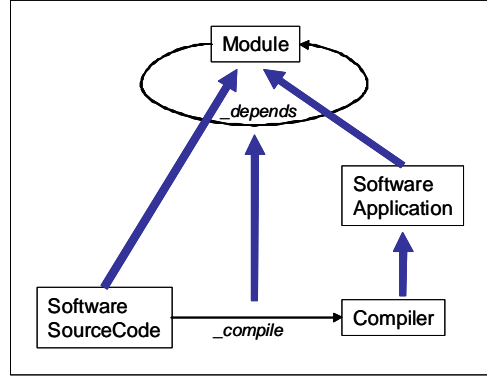 Module
_depends
Software
Application
Software
SourceCode
_compile
Compiler